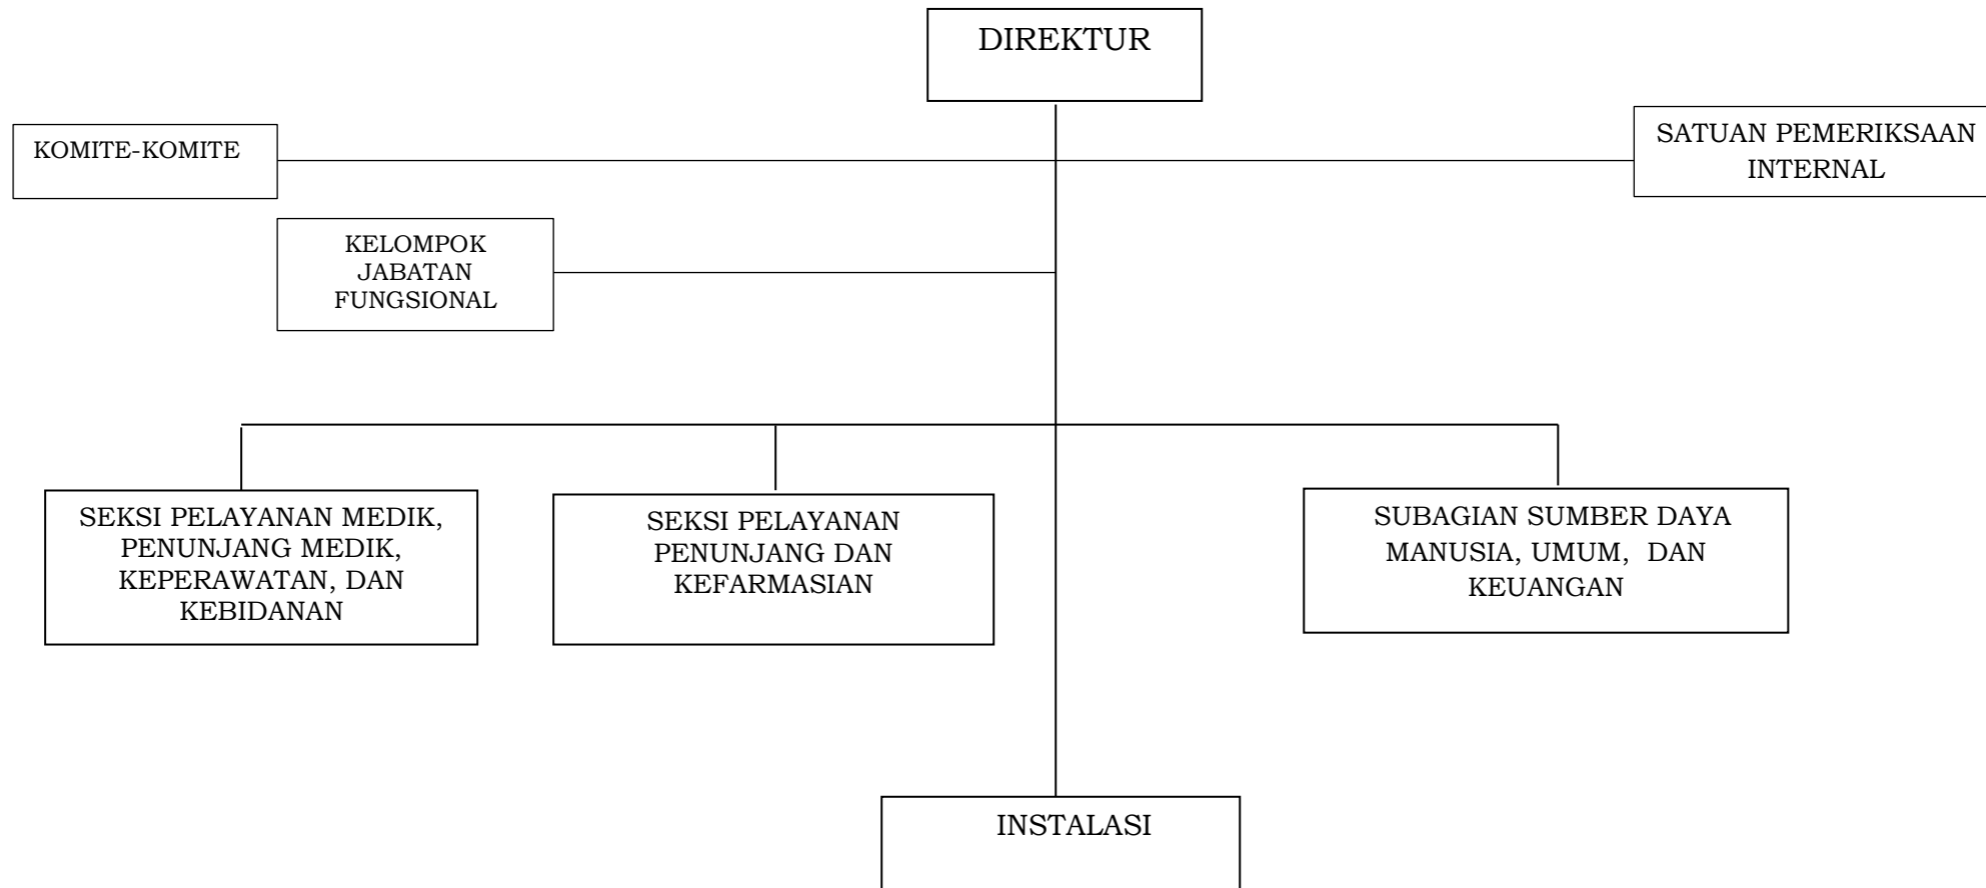 DIREKTUR
KOMITE-KOMITE
SATUAN PEMERIKSAAN
INTERNAL
KELOMPOK
JABATAN
FUNGSIONAL
SEKSI PELAYANAN MEDIK,
PENUNJANG MEDIK,
KEPERAWATAN, DAN
KEBIDANAN
SEKSI PELAYANAN
PENUNJANG DAN
KEFARMASIAN
SUBAGIAN SUMBER DAYA
MANUSIA, UMUM, DAN
KEUANGAN
INSTALASI